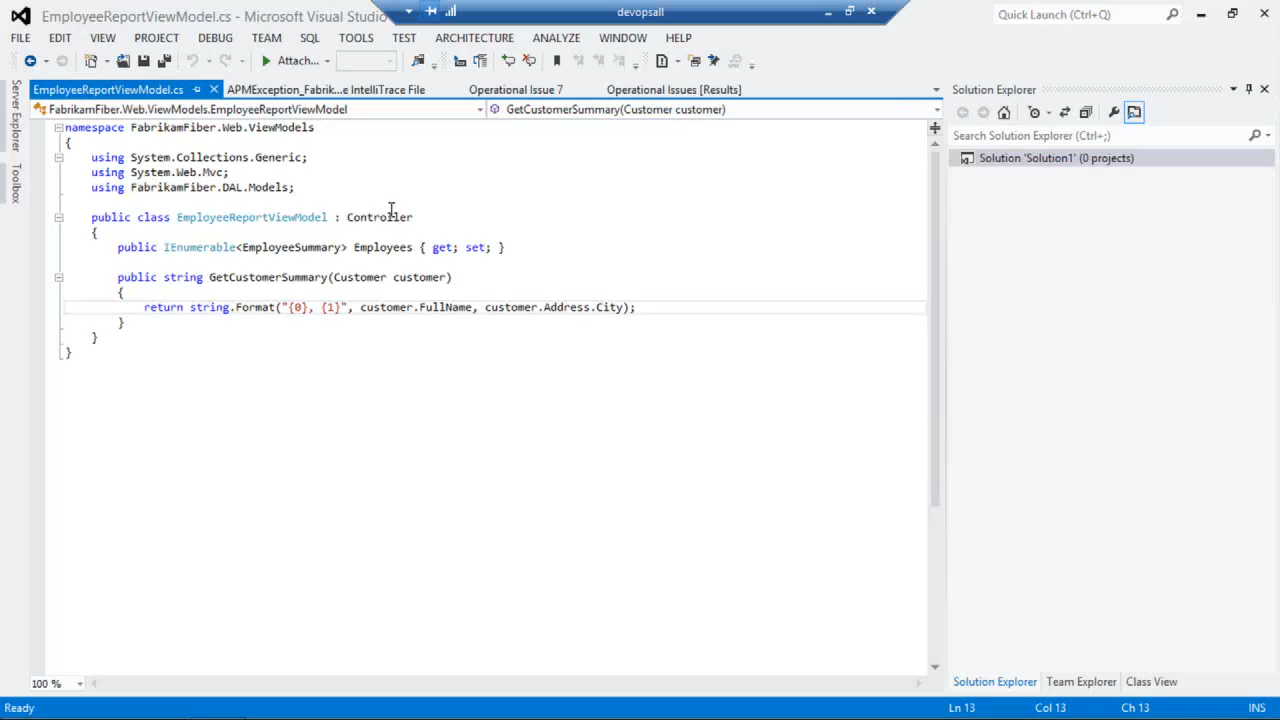 EmployeeReportViewModel.cs - Microsoft Visual Studio
devopsall
Quick Launch (Ctrl+Q)
FILE EDIT VIEW PROJECT DEBUG TEAM SQL TOOLS TEST ARCHITECTURE ANALYZE WINDOW HELP
Attach...
Server Explorer
Toolbox
EmployeeReportViewModel.cs
APMException_Fabrik...e IntelliTrace File
Operational Issue 7
Operational Issues [Results]
FabrikamFiber.Web.ViewModels.EmployeeReportViewModel
GetCustomerSummary(Customer customer)
namespace FabrikamFiber.Web.ViewModels
{
using System.Collections.Generic;
using System.Web.Mvc;
using FabrikamFiber.DAL.Models;
public class EmployeeReportViewModel : Controller
{
public IEnumerable<EmployeeSummary> Employees { get; set; }
public string GetCustomerSummary(Customer customer)
{
return string.Format("{0}, {1}", customer.FullName, customer.Address.City);
}
}
}
100 %
Solution Explorer
Search Solution Explorer (Ctrl+;)
Solution 'Solution1' (0 projects)
Solution Explorer Team Explorer Class View
Ready
Ln 13 Col 13 Ch 13 INS